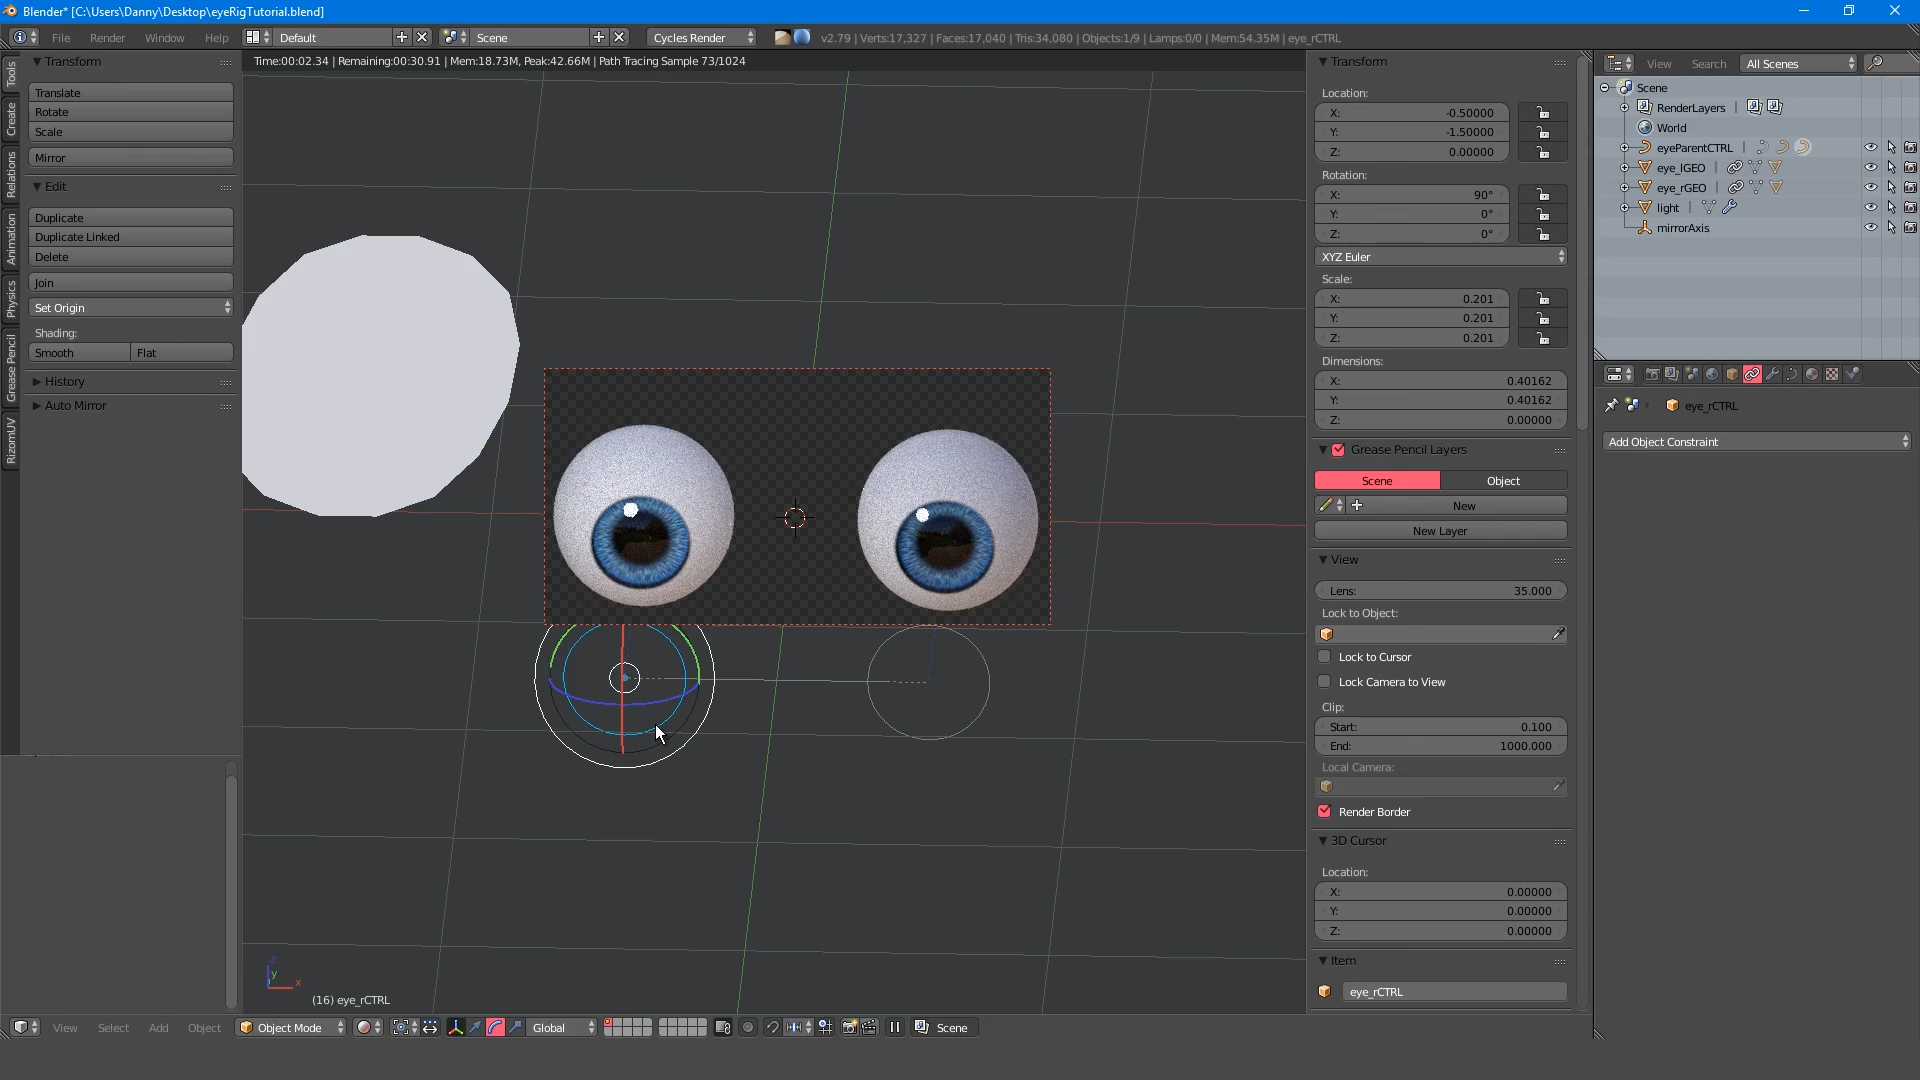 Blender* [C:\Users\Danny\Desktop\eyeRigTutorial.blend]
File Render Window Help Default Scene Cycles Render v2.79 | Verts:17,327 | Faces:17,040 | Tris:34,080 | Objects:1/9 | Lamps:0/0 | Mem:54.35M | eye_rCTRL
Time:00:02.34 | Remaining:00:30.91 | Mem:18.73M, Peak:42.66M | Path Tracing Sample 73/1024
Tools
Create
Relations
Animation
Physics
Grease Pencil
RizomUV
Transform
Translate
Rotate
Scale
Mirror
Edit
Duplicate
Duplicate Linked
Delete
Join
Set Origin
Shading:
Smooth Flat
History
Auto Mirror
z
y
x
(16) eye_rCTRL
View Select Add Object Object Mode Global Scene
Transform
Location:
X: -0.50000
Y: -1.50000
Z: 0.00000
Rotation:
X: 90°
Y: 0°
Z: 0°
XYZ Euler
Scale:
X: 0.201
Y: 0.201
Z: 0.201
Dimensions:
X: 0.40162
Y: 0.40162
Z: 0.00000
Grease Pencil Layers
Scene Object
New
New Layer
View
Lens: 35.000
Lock to Object:
Lock to Cursor
Lock Camera to View
Clip:
Start: 0.100
End: 1000.000
Local Camera:
Render Border
3D Cursor
Location:
X: 0.00000
Y: 0.00000
Z: 0.00000
Item
eye_rCTRL
View Search All Scenes
Scene
RenderLayers
World
eyeParentCTRL
eye_lGEO
eye_rGEO
light
mirrorAxis
eye_rCTRL
Add Object Constraint